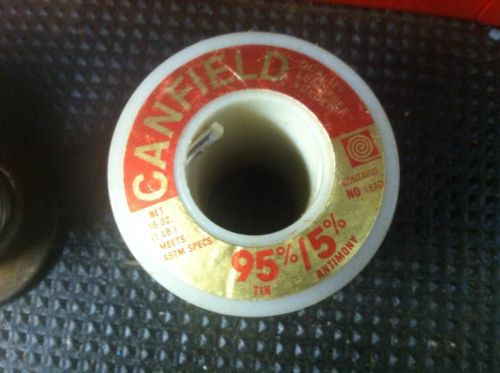 CANFIELD
QUALITY
LEAD FREE
SOLDER
CONTAINS
NO LEAD
NET
16 OZ.
(1 LB.)
MEETS
ASTM SPECS
95%/5%
TIN
ANTIMONY